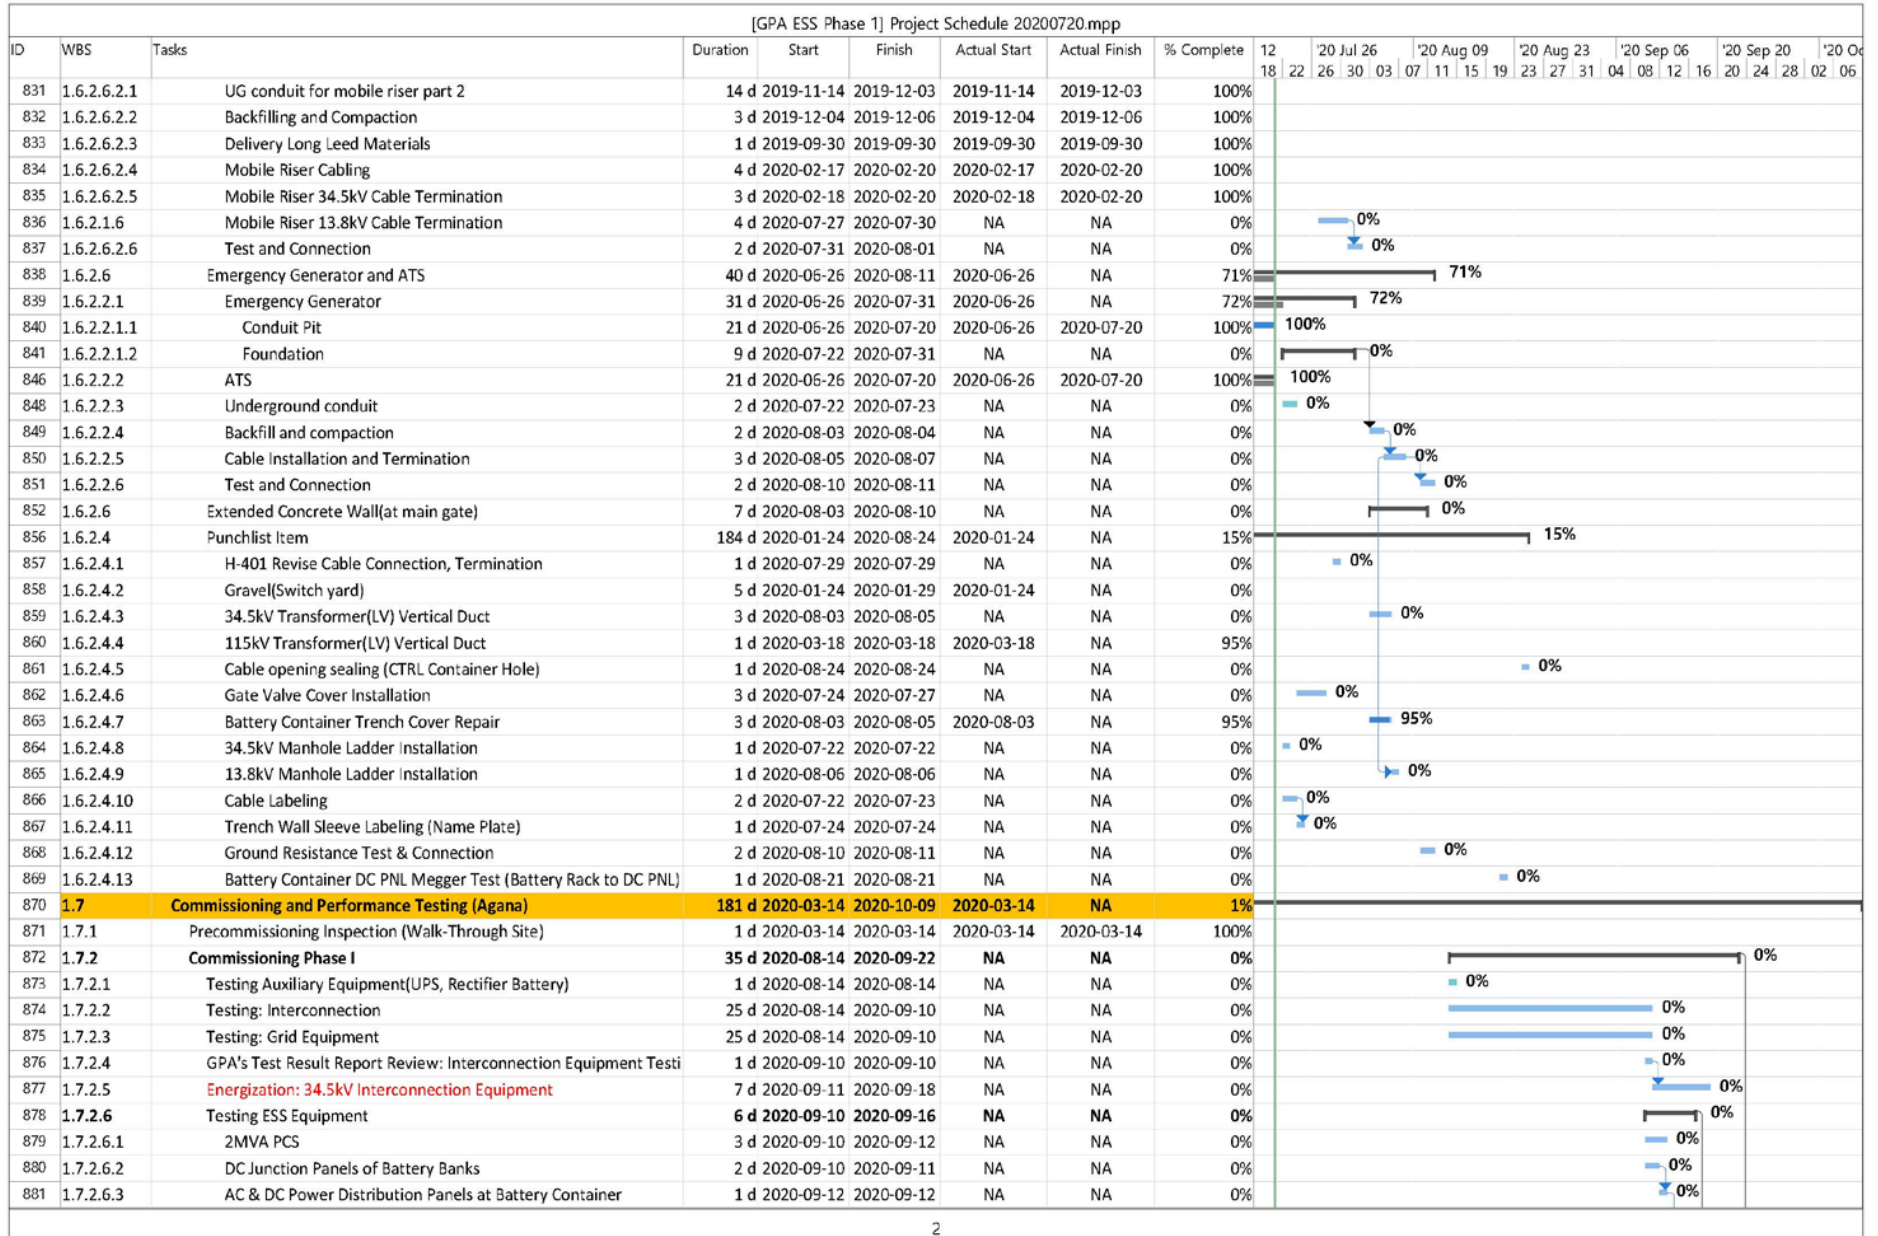 [GPA ESS Phase 1] Project Schedule 20200720.mpp
ID WBS Tasks Duration Start Finish Actual Start Actual Finish % Complete 12 '20 Jul 26 '20 Aug 09 '20 Aug 23 '20 Sep 06 '20 Sep 20 '20 Oc
18 22 26 30 03 07 11 15 19 23 27 31 04 08 12 16 20 24 28 02 06
831 1.6.2.6.2.1 UG conduit for mobile riser part 2 14 d 2019-11-14 2019-12-03 2019-11-14 2019-12-03 100%
832 1.6.2.6.2.2 Backfilling and Compaction 3 d 2019-12-04 2019-12-06 2019-12-04 2019-12-06 100%
833 1.6.2.6.2.3 Delivery Long Leed Materials 1 d 2019-09-30 2019-09-30 2019-09-30 2019-09-30 100%
834 1.6.2.6.2.4 Mobile Riser Cabling 4 d 2020-02-17 2020-02-20 2020-02-17 2020-02-20 100%
835 1.6.2.6.2.5 Mobile Riser 34.5kV Cable Termination 3 d 2020-02-18 2020-02-20 2020-02-18 2020-02-20 100%
836 1.6.2.1.6 Mobile Riser 13.8kV Cable Termination 4 d 2020-07-27 2020-07-30 NA NA 0% 0%
837 1.6.2.6.2.6 Test and Connection 2 d 2020-07-31 2020-08-01 NA NA 0% 0%
838 1.6.2.6 Emergency Generator and ATS 40 d 2020-06-26 2020-08-11 2020-06-26 NA 71% 71%
839 1.6.2.2.1 Emergency Generator 31 d 2020-06-26 2020-07-31 2020-06-26 NA 72% 72%
840 1.6.2.2.1.1 Conduit Pit 21 d 2020-06-26 2020-07-20 2020-06-26 2020-07-20 100% 100%
841 1.6.2.2.1.2 Foundation 9 d 2020-07-22 2020-07-31 NA NA 0% 0%
846 1.6.2.2.2 ATS 21 d 2020-06-26 2020-07-20 2020-06-26 2020-07-20 100% 100%
848 1.6.2.2.3 Underground conduit 2 d 2020-07-22 2020-07-23 NA NA 0% 0%
849 1.6.2.2.4 Backfill and compaction 2 d 2020-08-03 2020-08-04 NA NA 0% 0%
850 1.6.2.2.5 Cable Installation and Termination 3 d 2020-08-05 2020-08-07 NA NA 0% 0%
851 1.6.2.2.6 Test and Connection 2 d 2020-08-10 2020-08-11 NA NA 0% 0%
852 1.6.2.6 Extended Concrete Wall(at main gate) 7 d 2020-08-03 2020-08-10 NA NA 0% 0%
856 1.6.2.4 Punchlist Item 184 d 2020-01-24 2020-08-24 2020-01-24 NA 15% 15%
857 1.6.2.4.1 H-401 Revise Cable Connection, Termination 1 d 2020-07-29 2020-07-29 NA NA 0% 0%
858 1.6.2.4.2 Gravel(Switch yard) 5 d 2020-01-24 2020-01-29 2020-01-24 NA 0%
859 1.6.2.4.3 34.5kV Transformer(LV) Vertical Duct 3 d 2020-08-03 2020-08-05 NA NA 0% 0%
860 1.6.2.4.4 115kV Transformer(LV) Vertical Duct 1 d 2020-03-18 2020-03-18 2020-03-18 NA 95%
861 1.6.2.4.5 Cable opening sealing (CTRL Container Hole) 1 d 2020-08-24 2020-08-24 NA NA 0% 0%
862 1.6.2.4.6 Gate Valve Cover Installation 3 d 2020-07-24 2020-07-27 NA NA 0% 0%
863 1.6.2.4.7 Battery Container Trench Cover Repair 3 d 2020-08-03 2020-08-05 2020-08-03 NA 95% 95%
864 1.6.2.4.8 34.5kV Manhole Ladder Installation 1 d 2020-07-22 2020-07-22 NA NA 0% 0%
865 1.6.2.4.9 13.8kV Manhole Ladder Installation 1 d 2020-08-06 2020-08-06 NA NA 0% 0%
866 1.6.2.4.10 Cable Labeling 2 d 2020-07-22 2020-07-23 NA NA 0% 0%
867 1.6.2.4.11 Trench Wall Sleeve Labeling (Name Plate) 1 d 2020-07-24 2020-07-24 NA NA 0% 0%
868 1.6.2.4.12 Ground Resistance Test & Connection 2 d 2020-08-10 2020-08-11 NA NA 0% 0%
869 1.6.2.4.13 Battery Container DC PNL Megger Test (Battery Rack to DC PNL) 1 d 2020-08-21 2020-08-21 NA NA 0% 0%
870 1.7 Commissioning and Performance Testing (Agana) 181 d 2020-03-14 2020-10-09 2020-03-14 NA 1%
871 1.7.1 Precommissioning Inspection (Walk-Through Site) 1 d 2020-03-14 2020-03-14 2020-03-14 2020-03-14 100%
872 1.7.2 Commissioning Phase I 35 d 2020-08-14 2020-09-22 NA NA 0% 0%
873 1.7.2.1 Testing Auxiliary Equipment(UPS, Rectifier Battery) 1 d 2020-08-14 2020-08-14 NA NA 0% 0%
874 1.7.2.2 Testing: Interconnection 25 d 2020-08-14 2020-09-10 NA NA 0% 0%
875 1.7.2.3 Testing: Grid Equipment 25 d 2020-08-14 2020-09-10 NA NA 0% 0%
876 1.7.2.4 GPA's Test Result Report Review: Interconnection Equipment Testi 1 d 2020-09-10 2020-09-10 NA NA 0% 0%
877 1.7.2.5 Energization: 34.5kV Interconnection Equipment 7 d 2020-09-11 2020-09-18 NA NA 0% 0%
878 1.7.2.6 Testing ESS Equipment 6 d 2020-09-10 2020-09-16 NA NA 0% 0%
879 1.7.2.6.1 2MVA PCS 3 d 2020-09-10 2020-09-12 NA NA 0% 0%
880 1.7.2.6.2 DC Junction Panels of Battery Banks 2 d 2020-09-10 2020-09-11 NA NA 0% 0%
881 1.7.2.6.3 AC & DC Power Distribution Panels at Battery Container 1 d 2020-09-12 2020-09-12 NA NA 0% 0%
2